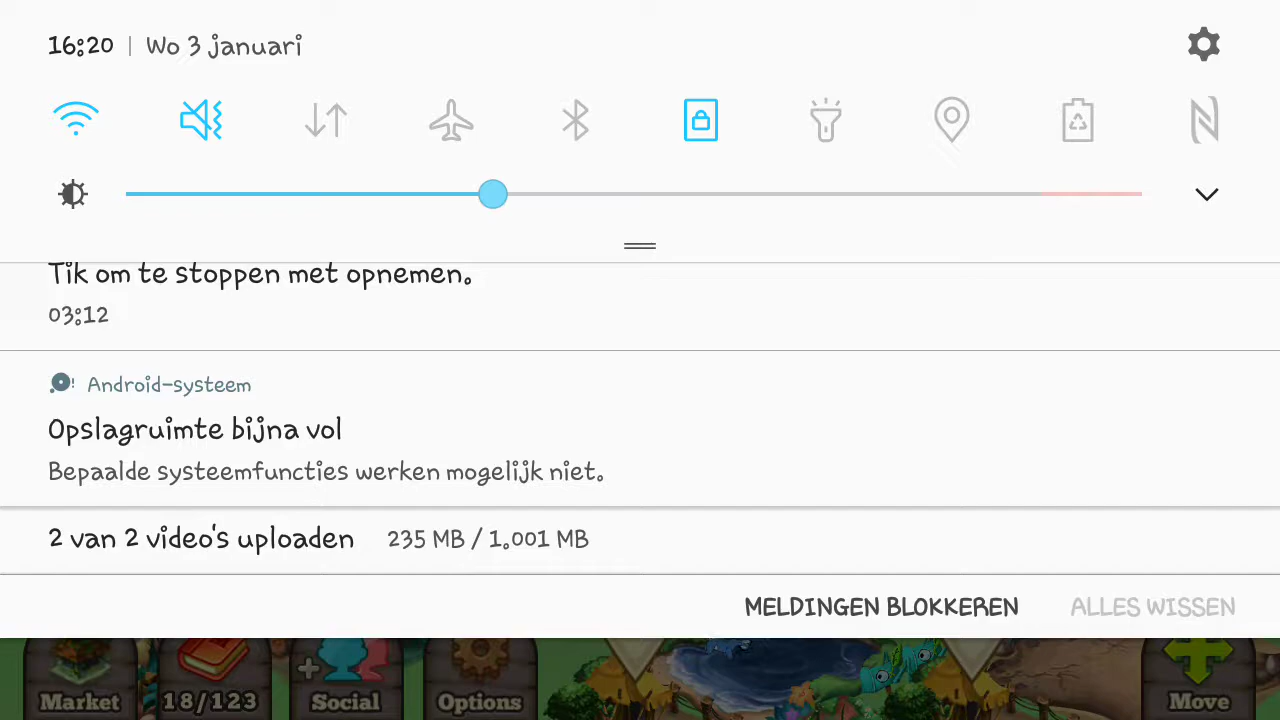 16:20 | Wo 3 januari
Tik om te stoppen met opnemen.
03:12
Android-systeem
Opslagruimte bijna vol
Bepaalde systeemfuncties werken mogelijk niet.
2 van 2 video's uploaden 235 MB / 1.001 MB
MELDINGEN BLOKKEREN ALLES WISSEN
Market 18/123 Social Options Move